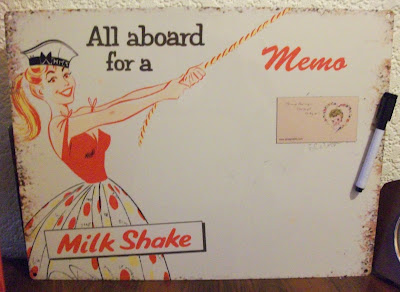 All aboard
for a
Memo
Milk Shake